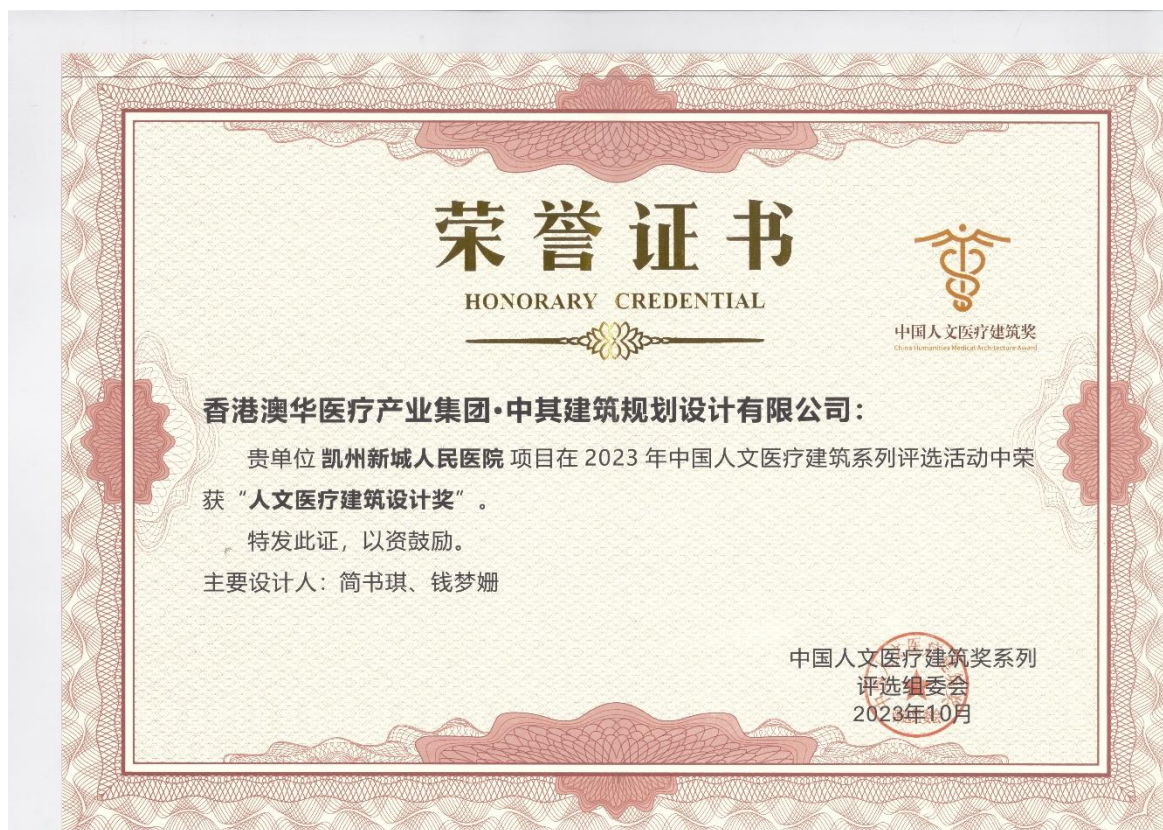 荣誉证书
HONORARY CREDENTIAL
中国人文医疗建筑奖
China Humanities Medical Architecture Award
香港澳华医疗产业集团·中其建筑规划设计有限公司：
贵单位 凯州新城人民医院 项目在 2023 年中国人文医疗建筑系列评选活动中荣
获“人文医疗建筑设计奖”。
特发此证，以资鼓励。
主要设计人：简书琪、钱梦姗
中国人文医疗建筑奖系列
评选组委会
2023年10月